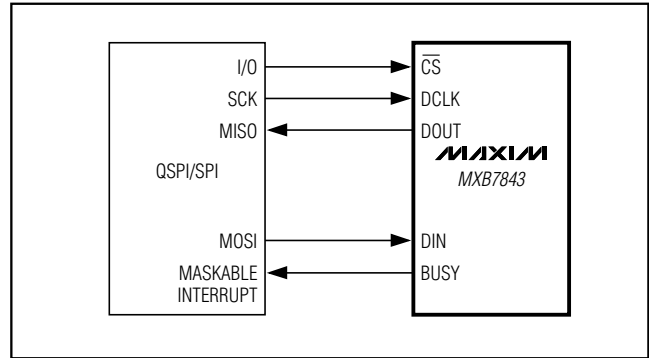 I/O
CS
SCK
DCLK
MISO
DOUT
MAXIM
QSPI/SPI
MXB7843
MOSI
DIN
MASKABLE
INTERRUPT
BUSY